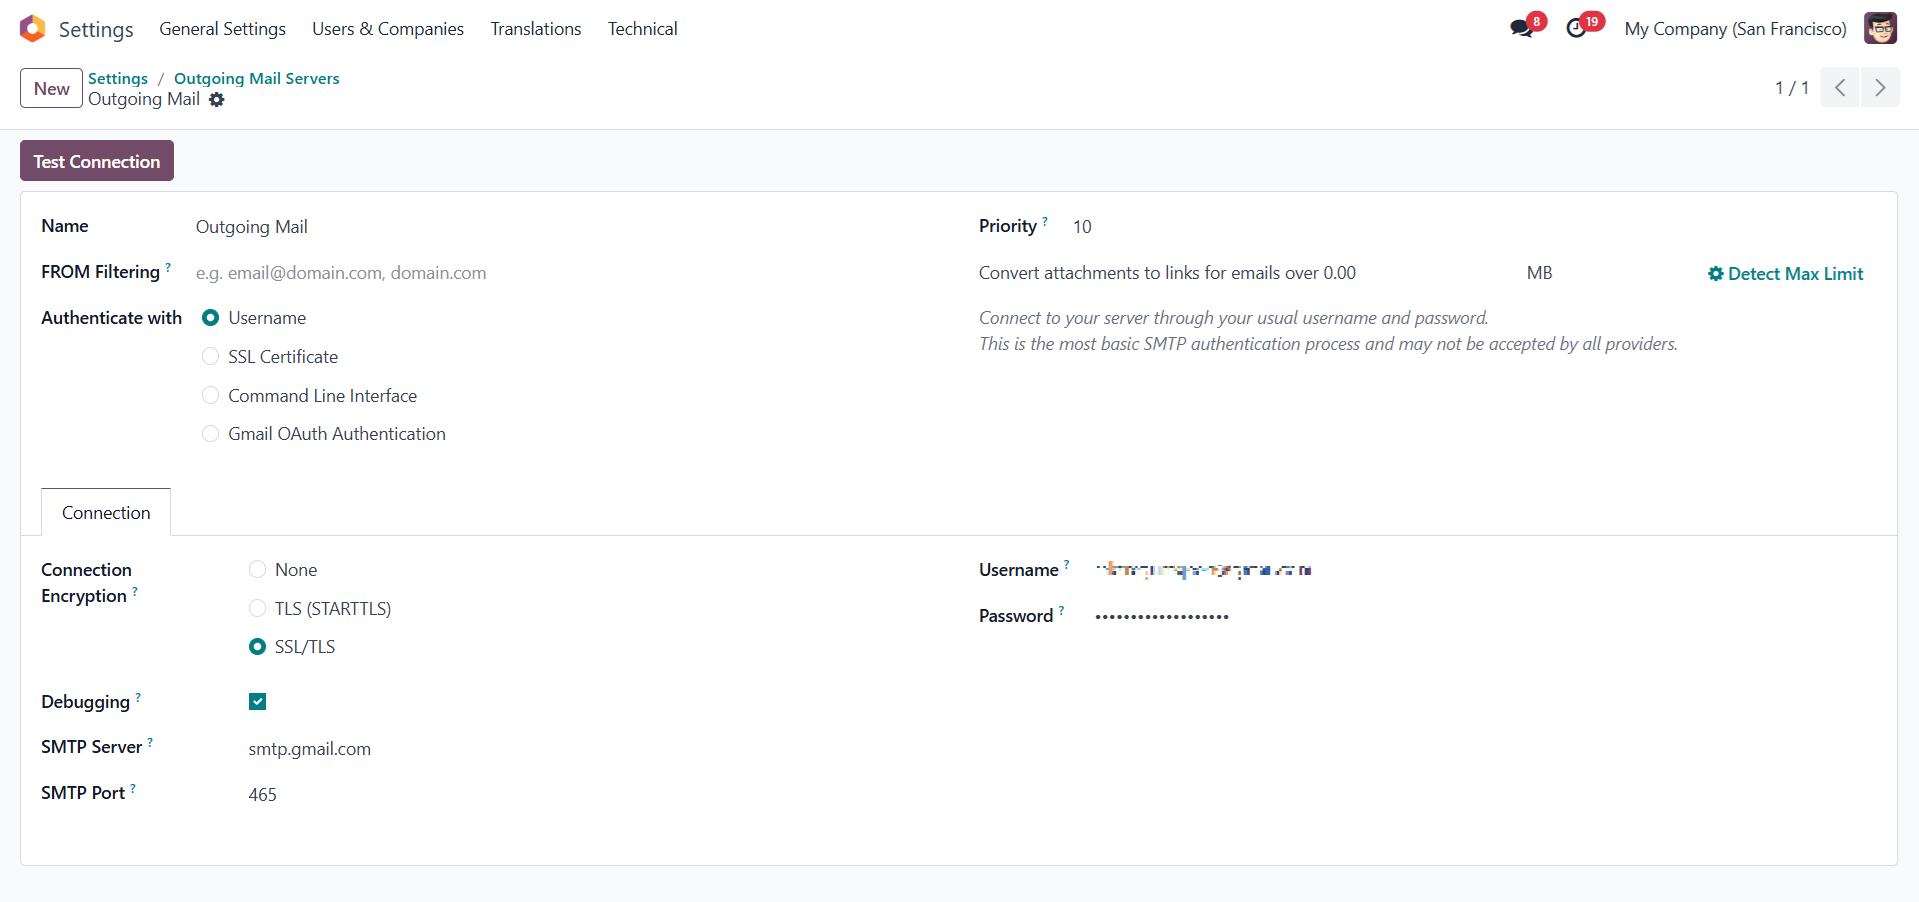 Settings General Settings Users & Companies Translations Technical 8 19 My Company (San Francisco)
New Settings / Outgoing Mail Servers
Outgoing Mail 1 / 1
Test Connection
Name Outgoing Mail Priority ? 10
FROM Filtering ? e.g. email@domain.com, domain.com Convert attachments to links for emails over 0.00 MB Detect Max Limit
Authenticate with Username Connect to your server through your usual username and password.
This is the most basic SMTP authentication process and may not be accepted by all providers.
SSL Certificate
Command Line Interface
Gmail OAuth Authentication
Connection
Connection None Username ?
Encryption ?
TLS (STARTTLS) Password ? •••••••••••••••••••
SSL/TLS
Debugging ?
SMTP Server ? smtp.gmail.com
SMTP Port ? 465